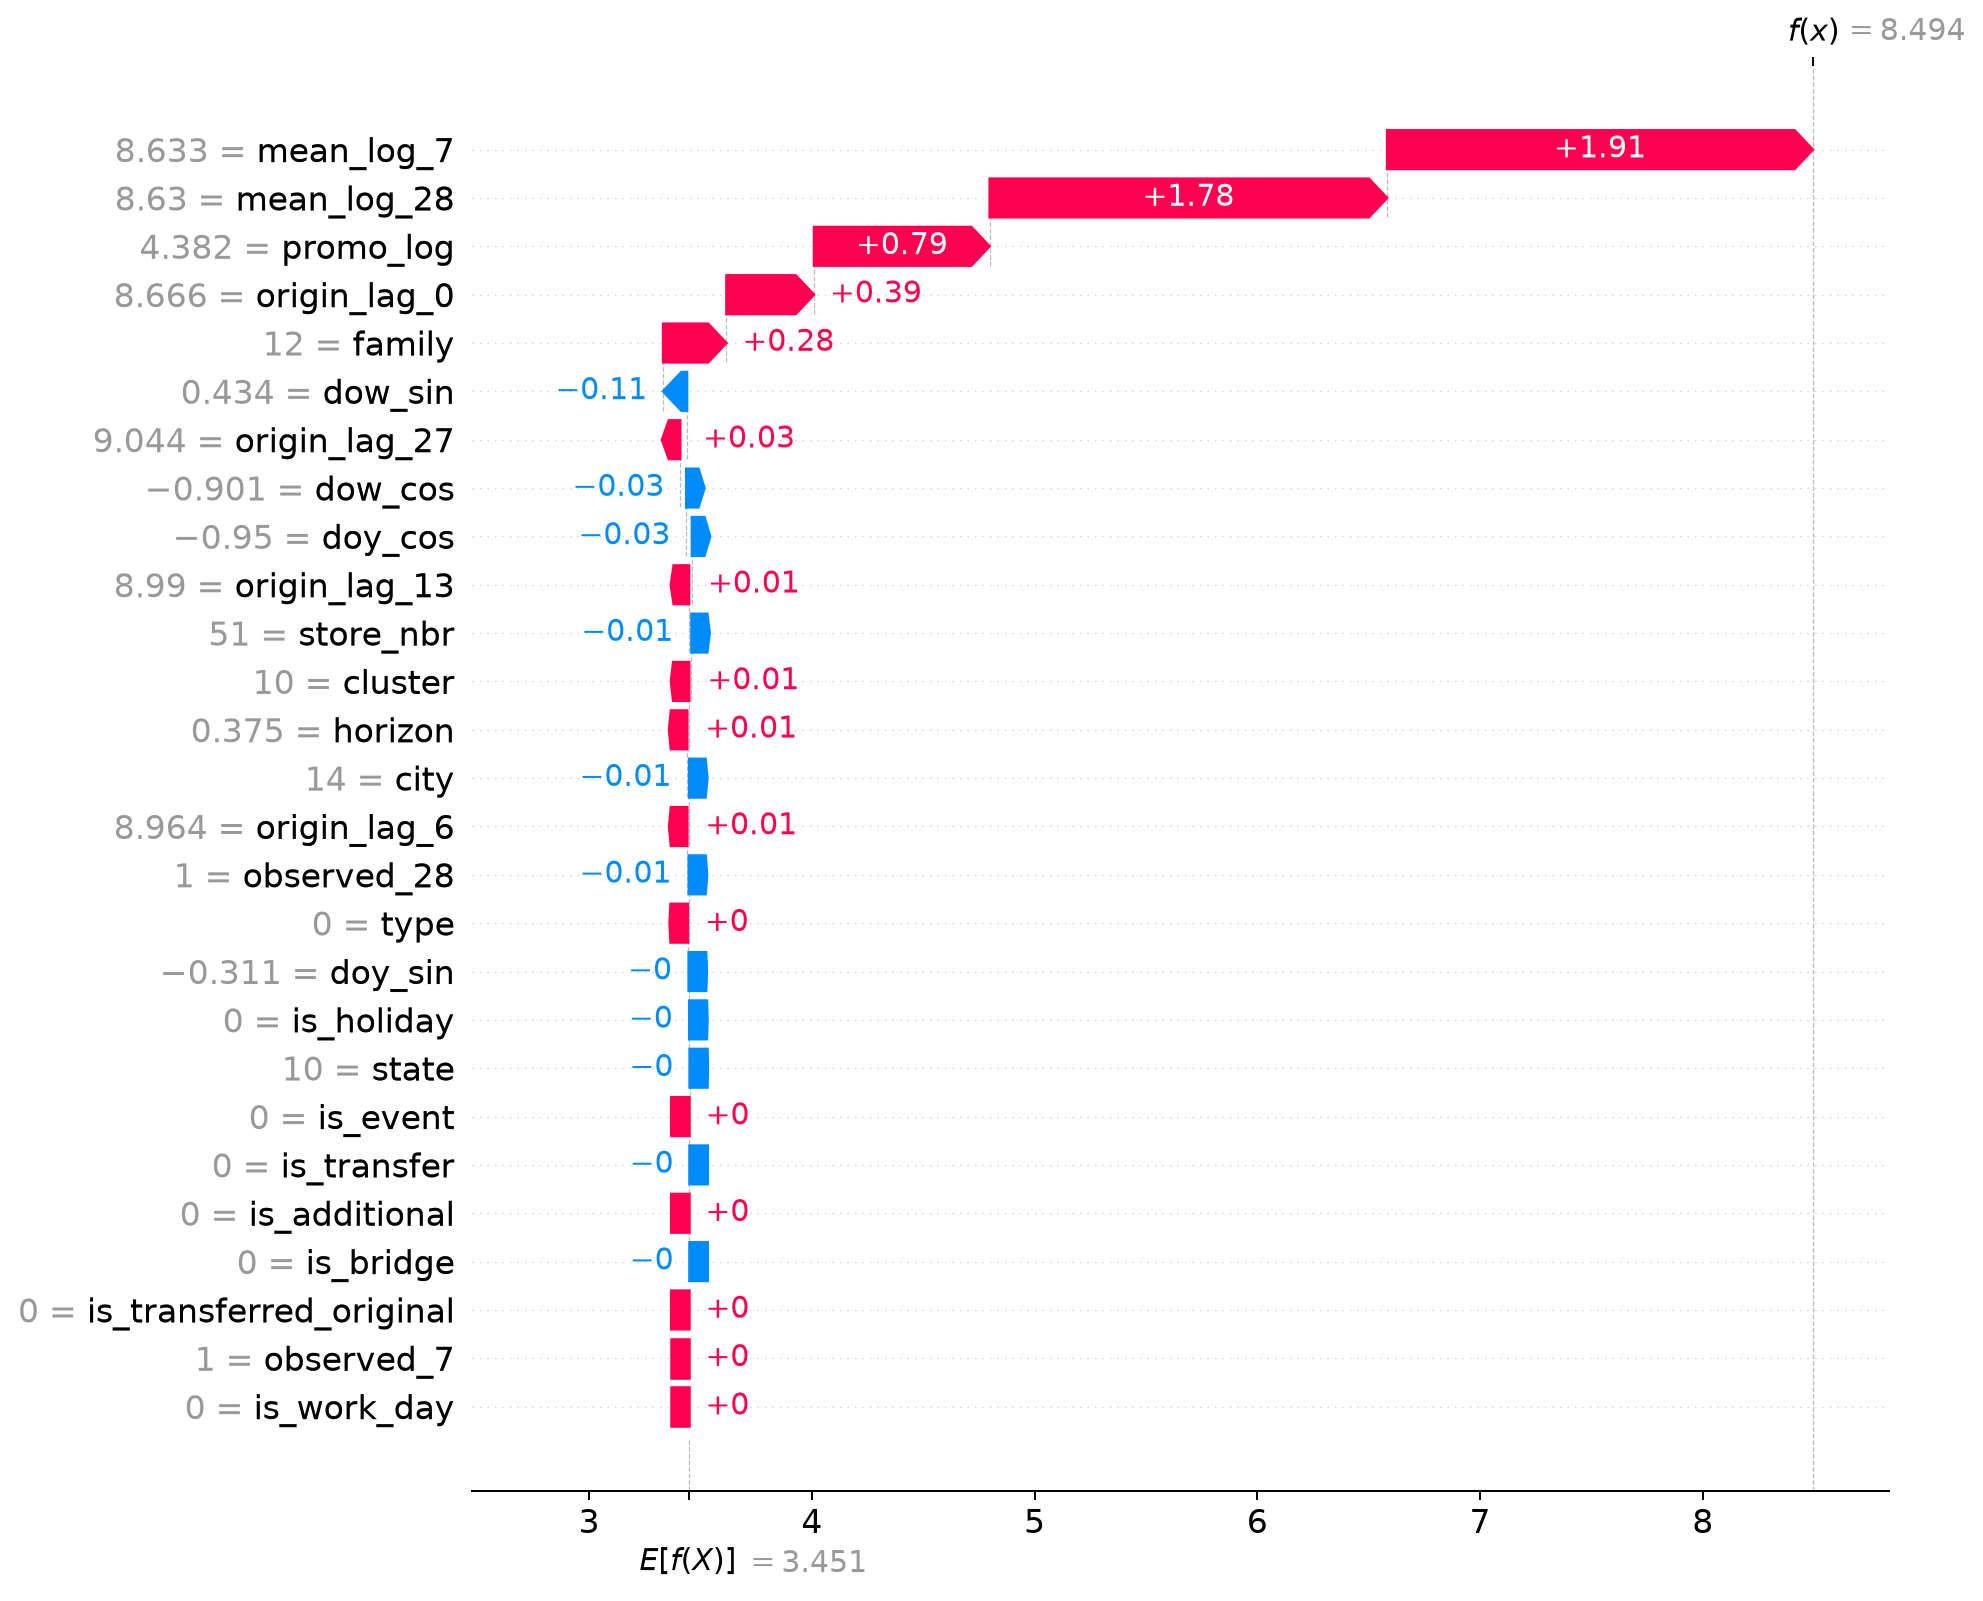 f(x) = 8.494
8.633 = mean_log_7 +1.91
8.63 = mean_log_28 +1.78
4.382 = promo_log +0.79
8.666 = origin_lag_0 +0.39
12 = family +0.28
0.434 = dow_sin −0.11
9.044 = origin_lag_27 +0.03
−0.901 = dow_cos −0.03
−0.95 = doy_cos −0.03
8.99 = origin_lag_13 +0.01
51 = store_nbr −0.01
10 = cluster +0.01
0.375 = horizon +0.01
14 = city −0.01
8.964 = origin_lag_6 +0.01
1 = observed_28 −0.01
0 = type +0
−0.311 = doy_sin −0
0 = is_holiday −0
10 = state −0
0 = is_event +0
0 = is_transfer −0
0 = is_additional +0
0 = is_bridge −0
0 = is_transferred_original +0
1 = observed_7 +0
0 = is_work_day +0
3 4 5 6 7 8
E[f(X)] = 3.451